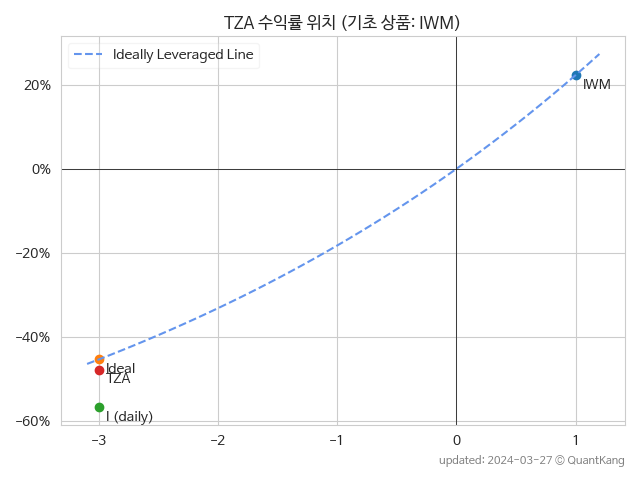 TZA 수익률 위치 (기초 상품: IWM)
Ideally Leveraged Line
20%
0%
−20%
−40%
−60%
IWM
Ideal
TZA
I (daily)
−3
−2
−1
0
1
updated: 2024-03-27 © QuantKang